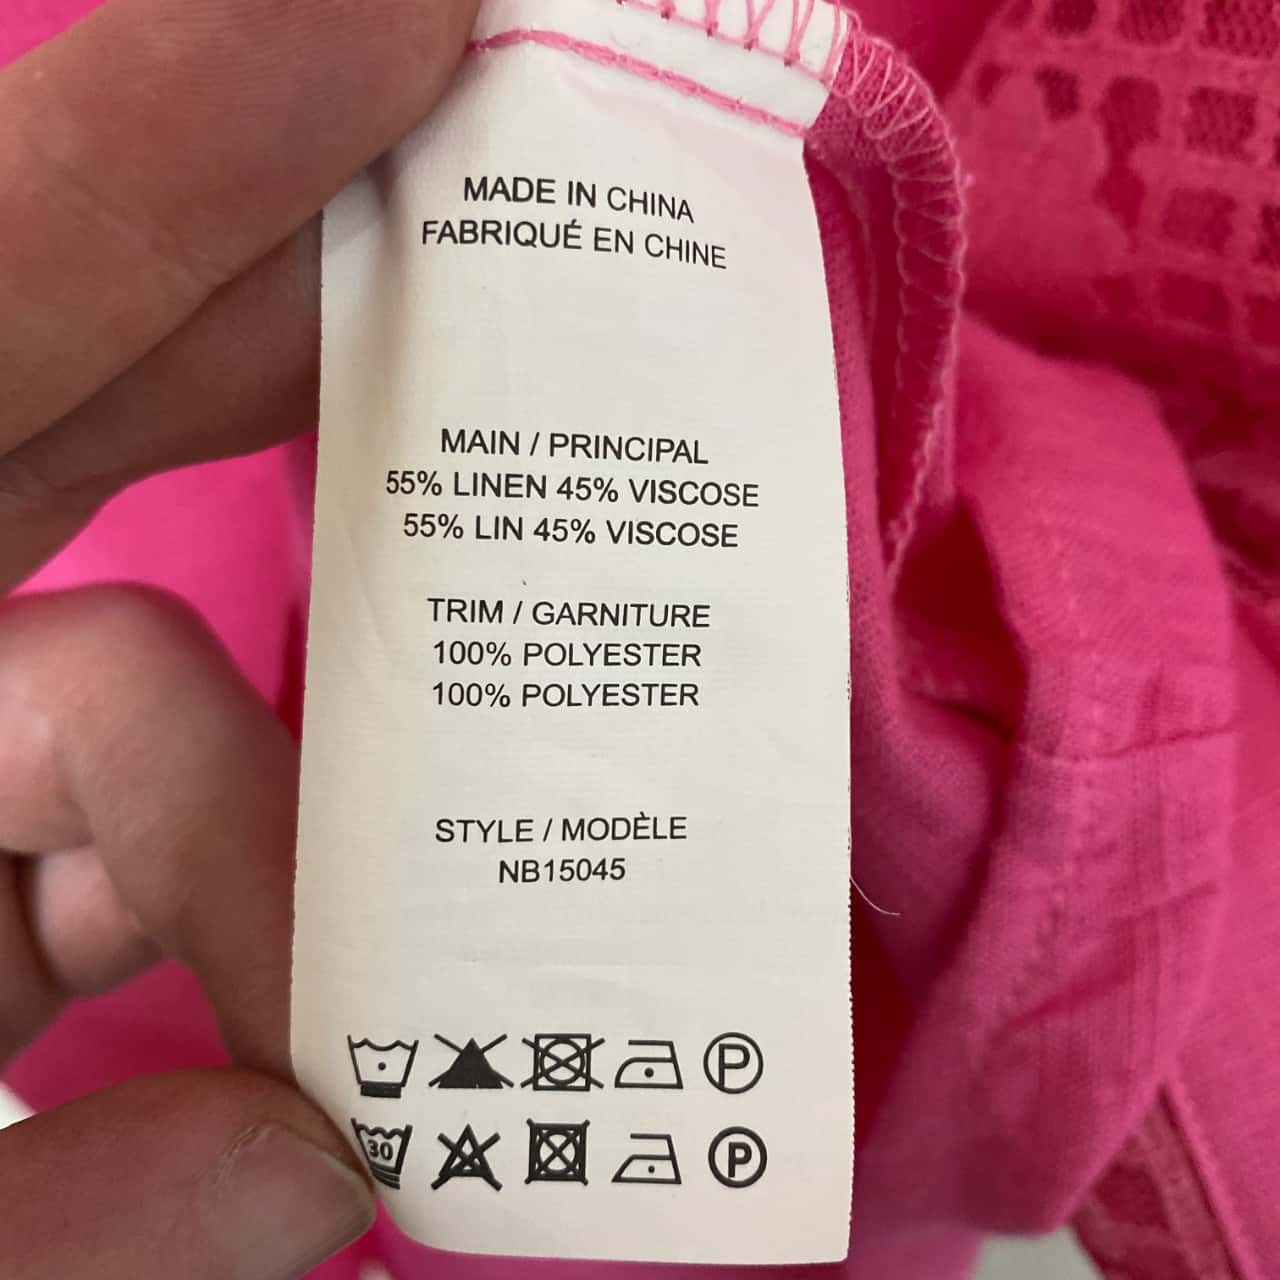 MADE IN CHINA
FABRIQUÉ EN CHINE
MAIN / PRINCIPAL
55% LINEN 45% VISCOSE
55% LIN 45% VISCOSE
TRIM / GARNITURE
100% POLYESTER
100% POLYESTER
STYLE / MODÈLE
NB15045
P
30 P